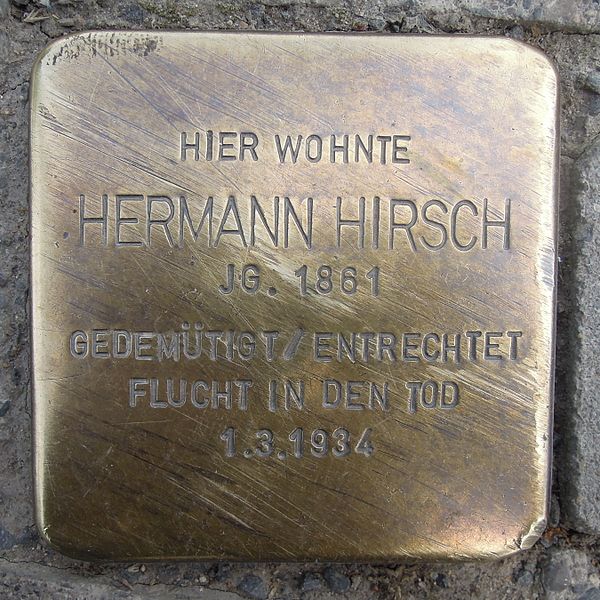 HIER WOHNTE
HERMANN HIRSCH
JG. 1861
GEDEMÜTIGT / ENTRECHTET
FLUCHT IN DEN TOD
1.3.1934